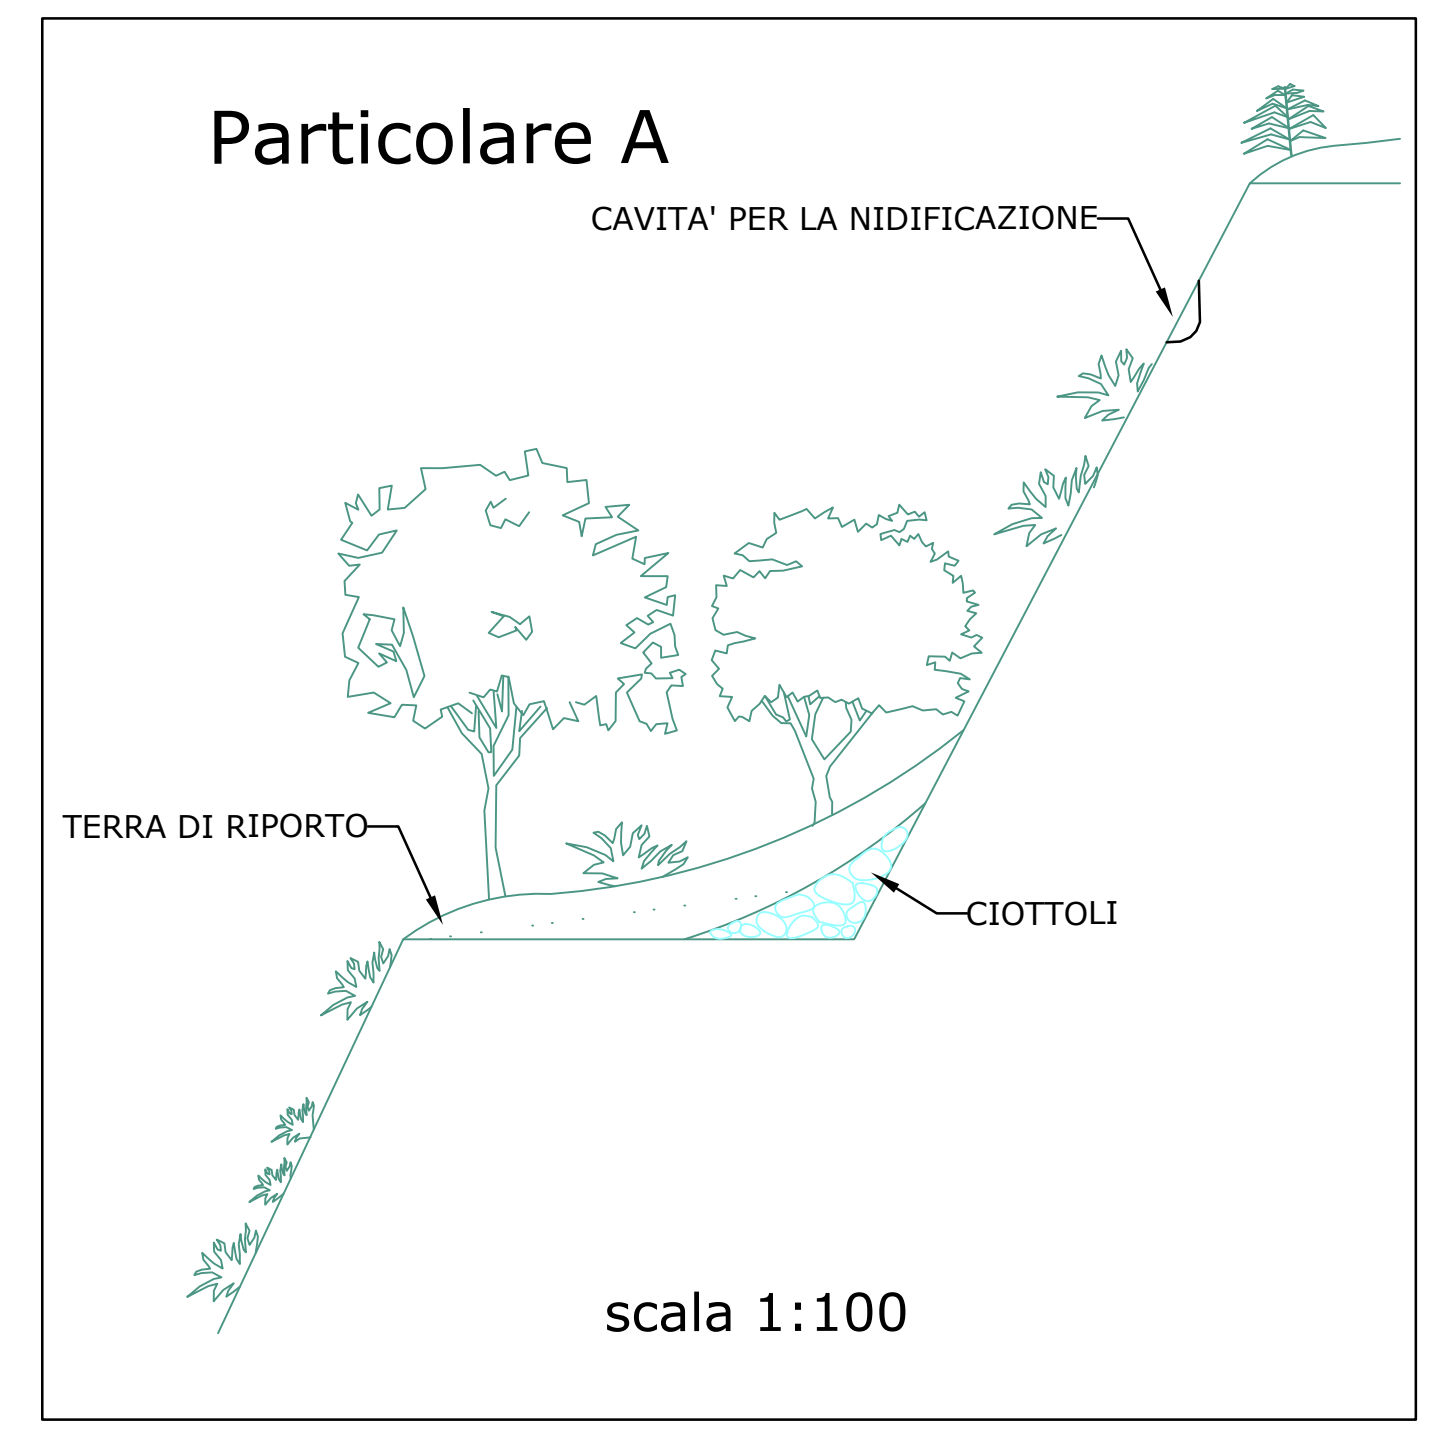 Particolare A
CAVITA' PER LA NIDIFICAZIONE
TERRA DI RIPORTO
CIOTTOLI
scala 1:100